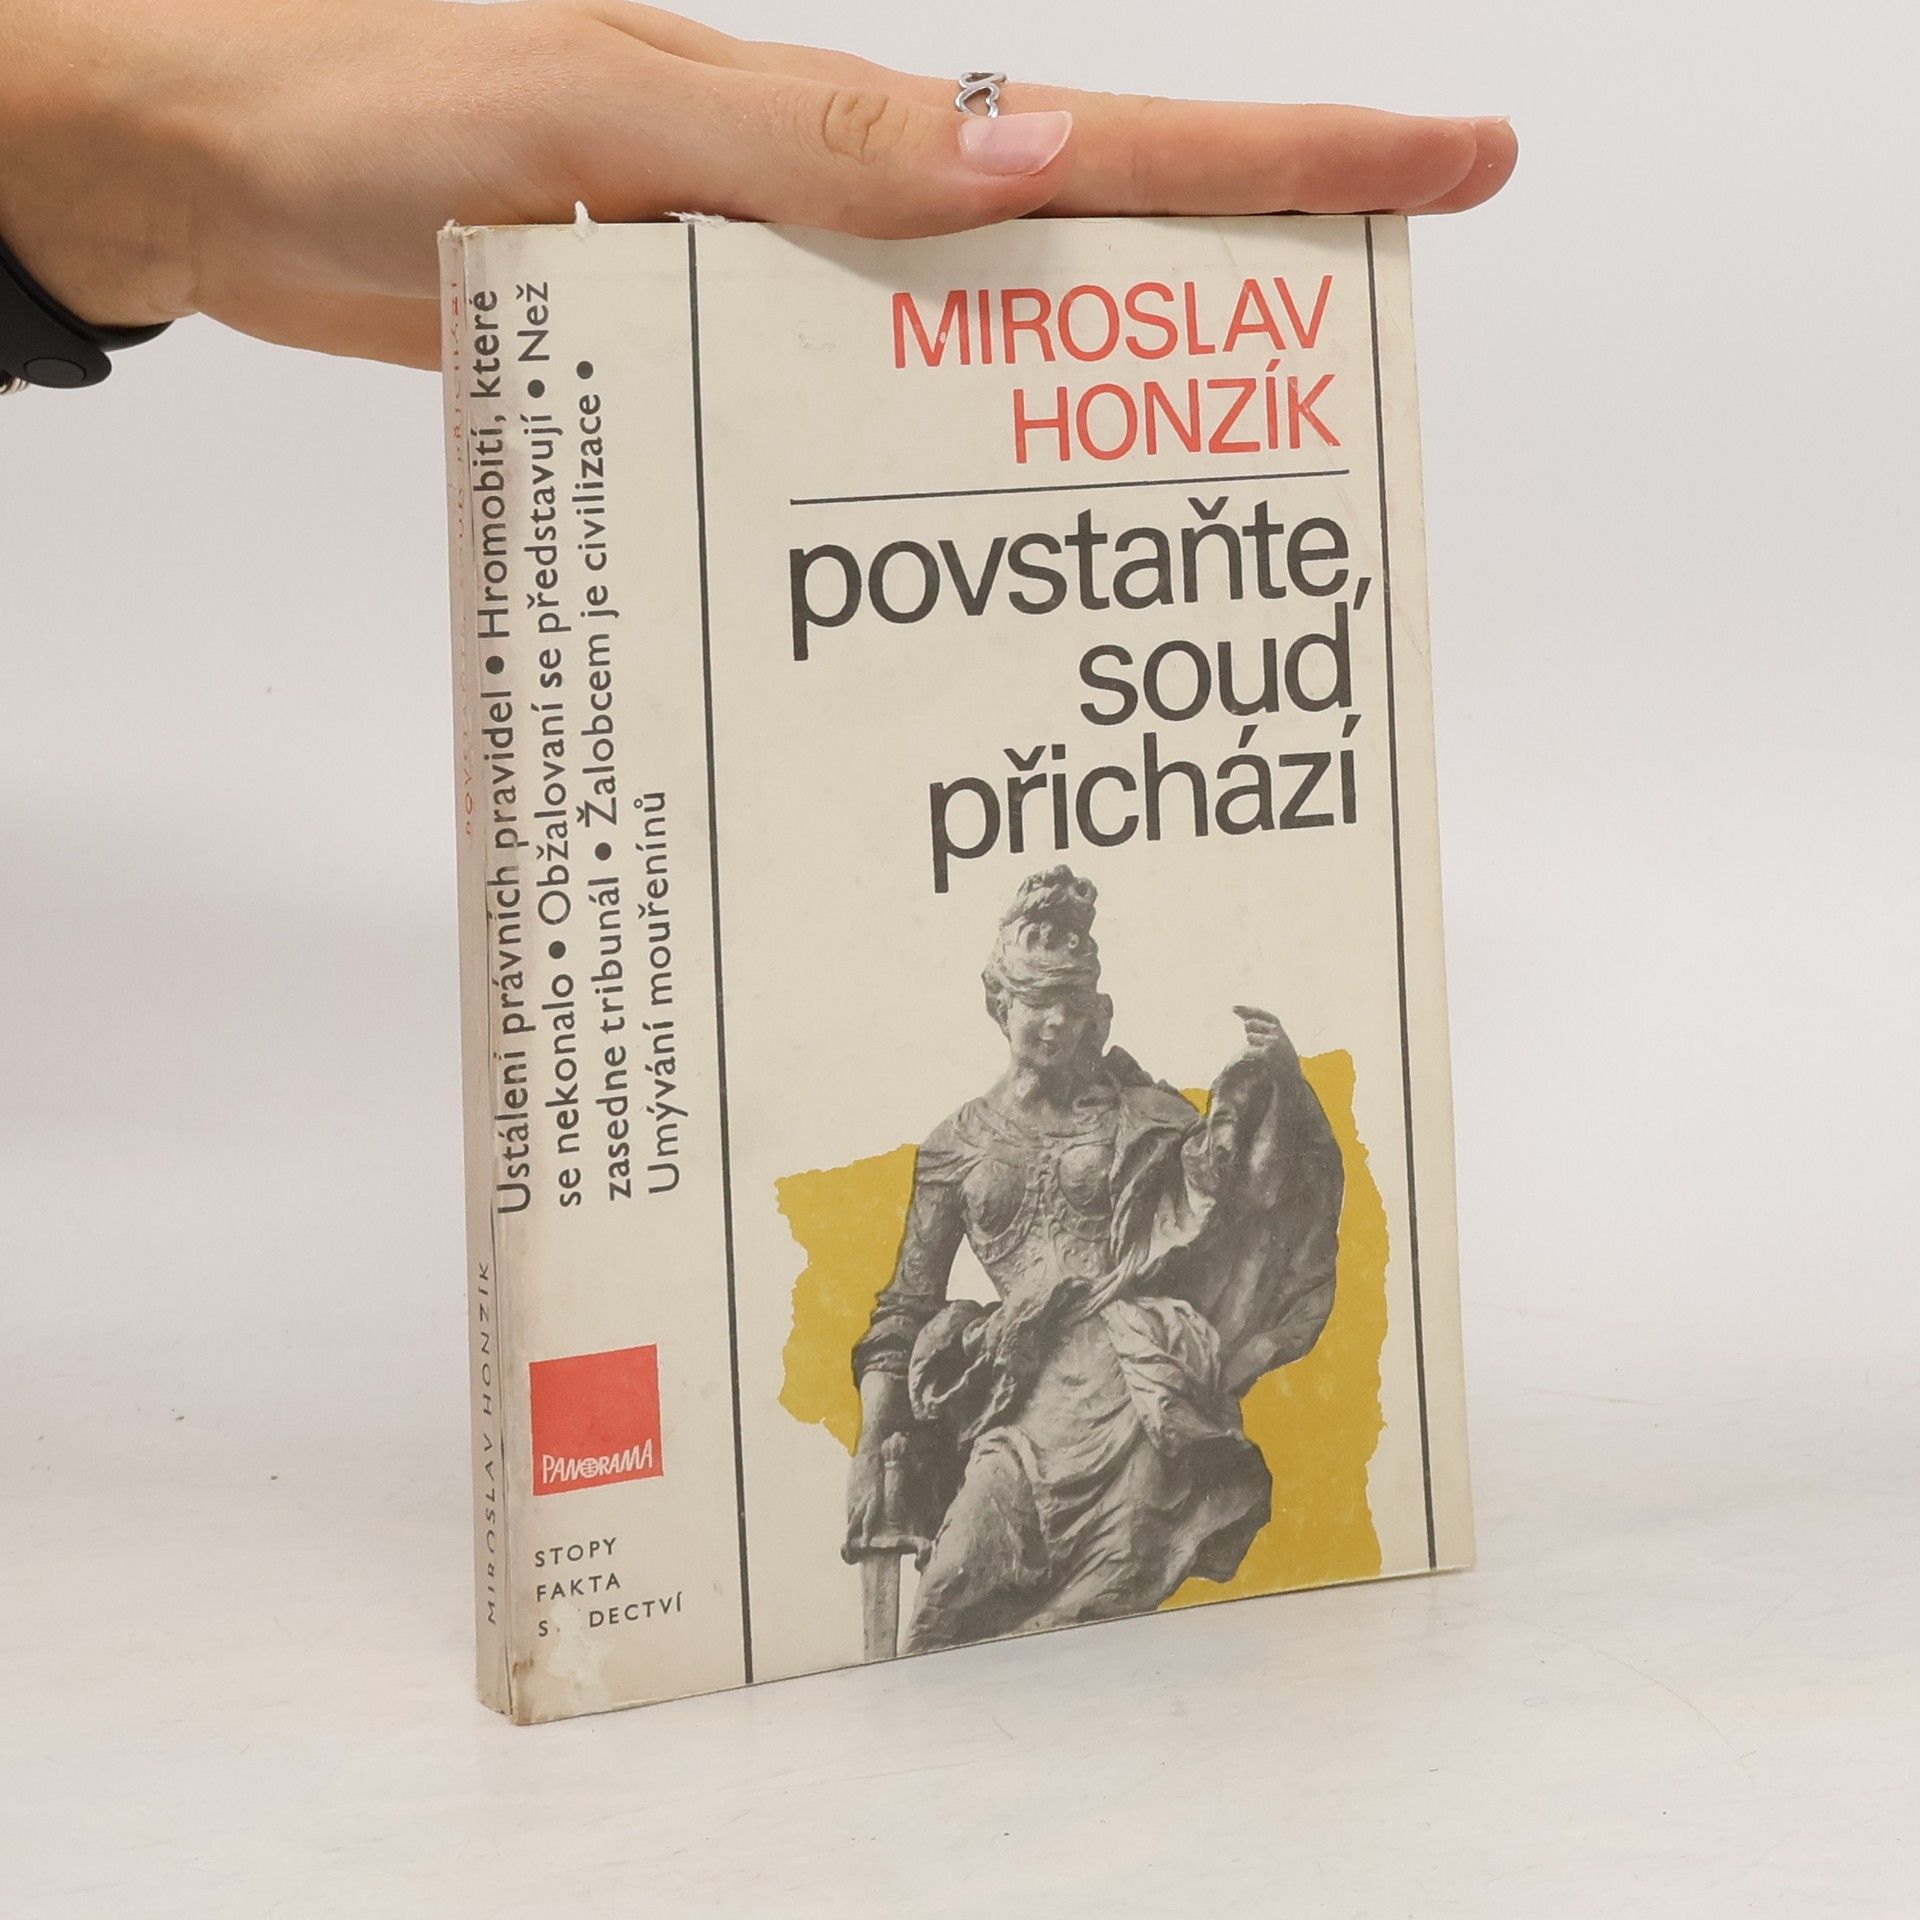 MIROSLAV
HONZÍK
povstaňte,
soud
přichází
Ustálení právních pravidel • Hromobití, které
se nekonalo • Obžalovaní se představují • Než
zasedne tribunál • Žalobcem je civilizace •
Umývání mouřenínů
PANORAMA
STOPY
FAKTA
S DECTVÍ
MIROSLAV HONZÍK